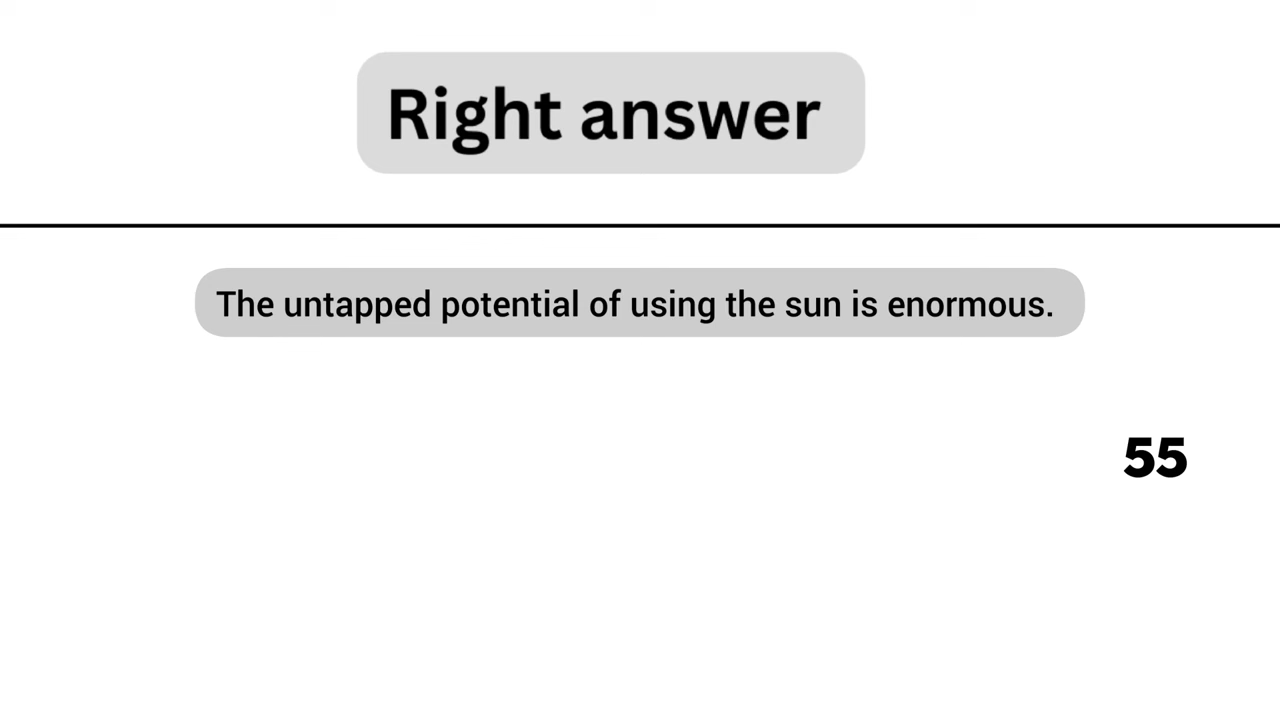 Right answer
The untapped potential of using the sun is enormous.
55